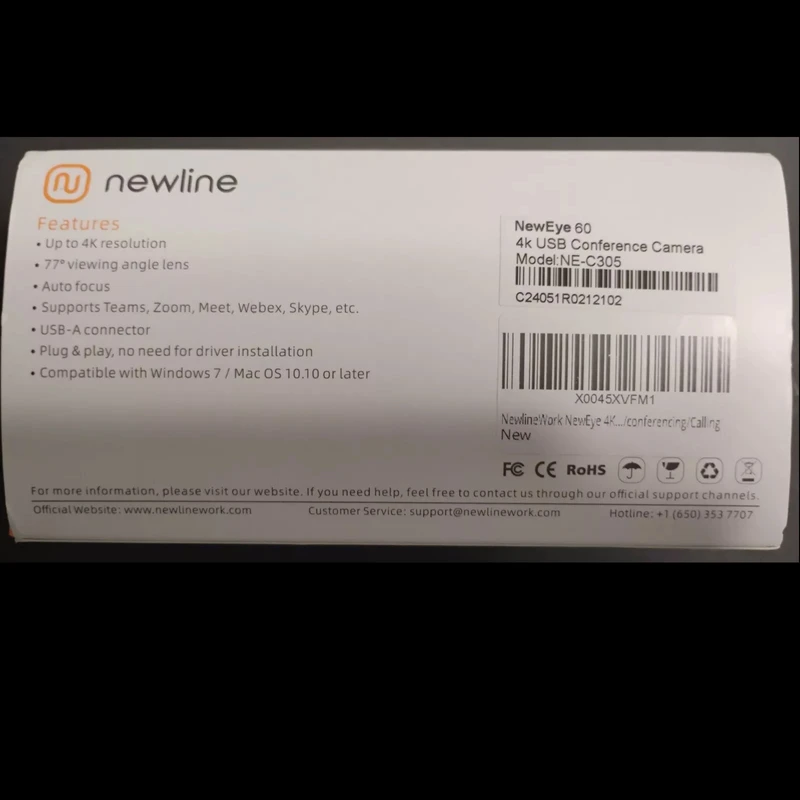 newline
Features
• Up to 4K resolution
• 77° viewing angle lens
• Auto focus
• Supports Teams, Zoom, Meet, Webex, Skype, etc.
• USB-A connector
• Plug & play, no need for driver installation
• Compatible with Windows 7 / Mac OS 10.10 or later
NewEye 60
4k USB Conference Camera
Model:NE-C305
C24051R0212102
X0045XVFM1
NewlineWork NewEye 4K.../conferencing/Calling
New
FC CE RoHS
For more information, please visit our website. If you need help, feel free to contact us through our official support channels.
Official Website: www.newlinework.com Customer Service: support@newlinework.com Hotline: +1 (650) 353 7707